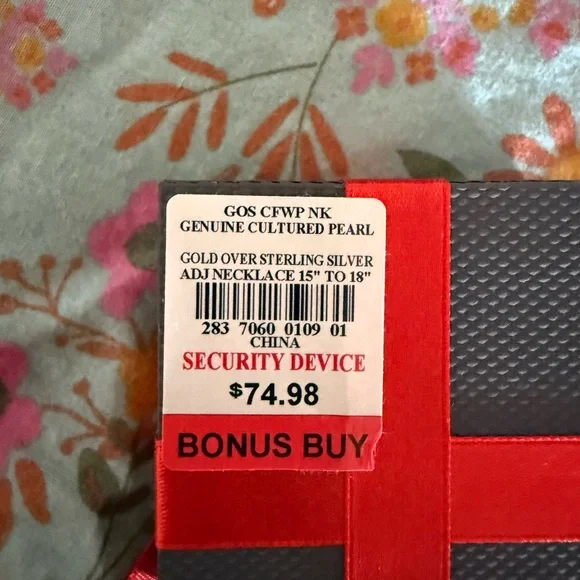 GOS CFWP NK
GENUINE CULTURED PEARL
GOLD OVER STERLING SILVER
ADJ NECKLACE 15" TO 18"
283 7060 0109 01
CHINA
SECURITY DEVICE
$74.98
BONUS BUY